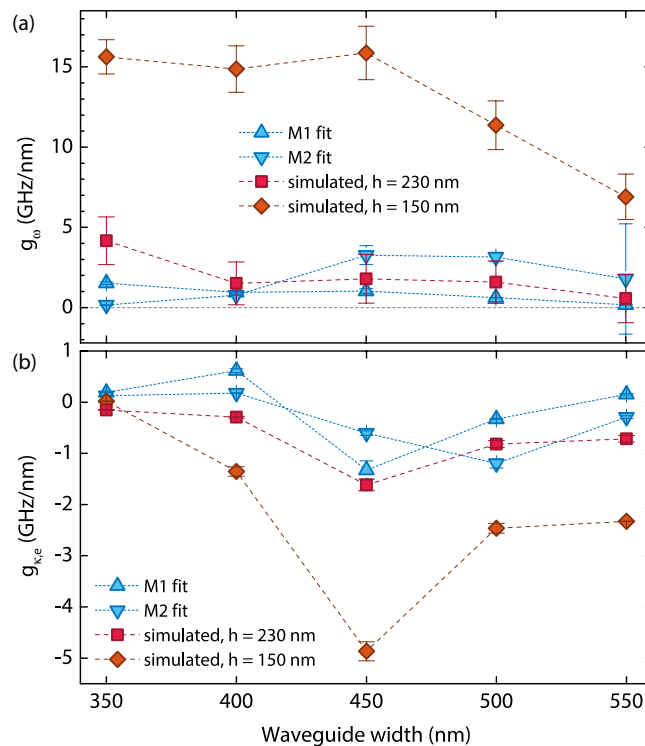 (a)
g_ω (GHz/nm)
15
10
5
0
M1 fit
M2 fit
simulated, h = 230 nm
simulated, h = 150 nm
(b)
g_κ,e (GHz/nm)
1
0
-1
-2
-3
-4
-5
M1 fit
M2 fit
simulated, h = 230 nm
simulated, h = 150 nm
350 400 450 500 550
Waveguide width (nm)